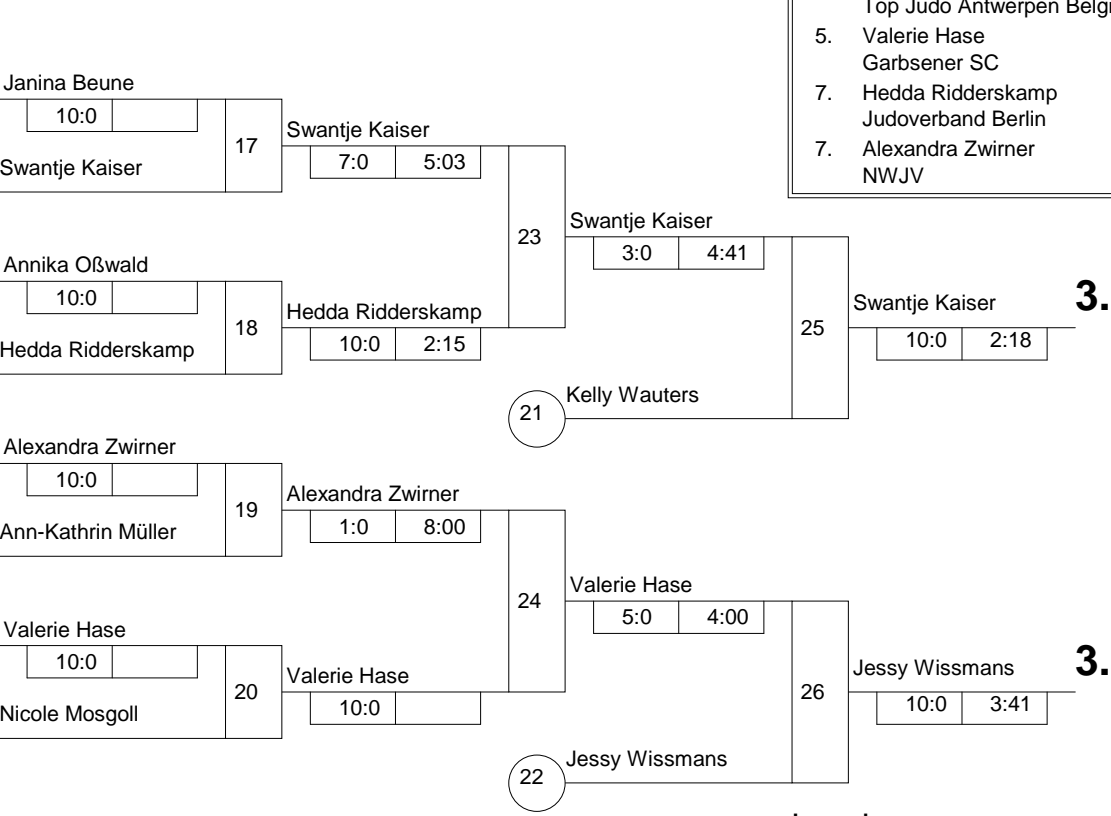 Top Judo Antwerpen Belgi
5. Valerie Hase
Garbsener SC
7. Hedda Ridderskamp
Judoverband Berlin
7. Alexandra Zwirner
NWJV
Janina Beune
10:0
17
Swantje Kaiser
Swantje Kaiser
7:0 5:03
23
Swantje Kaiser
3:0 4:41
Annika Oßwald
10:0
18
Hedda Ridderskamp
Hedda Ridderskamp
10:0 2:15
25
Swantje Kaiser 3.
10:0 2:18
21 Kelly Wauters
Alexandra Zwirner
10:0
19
Ann-Kathrin Müller
Alexandra Zwirner
1:0 8:00
24
Valerie Hase
5:0 4:00
Valerie Hase
10:0
20
Nicole Mosgoll
Valerie Hase
10:0
26
Jessy Wissmans 3.
10:0 3:41
22 Jessy Wissmans